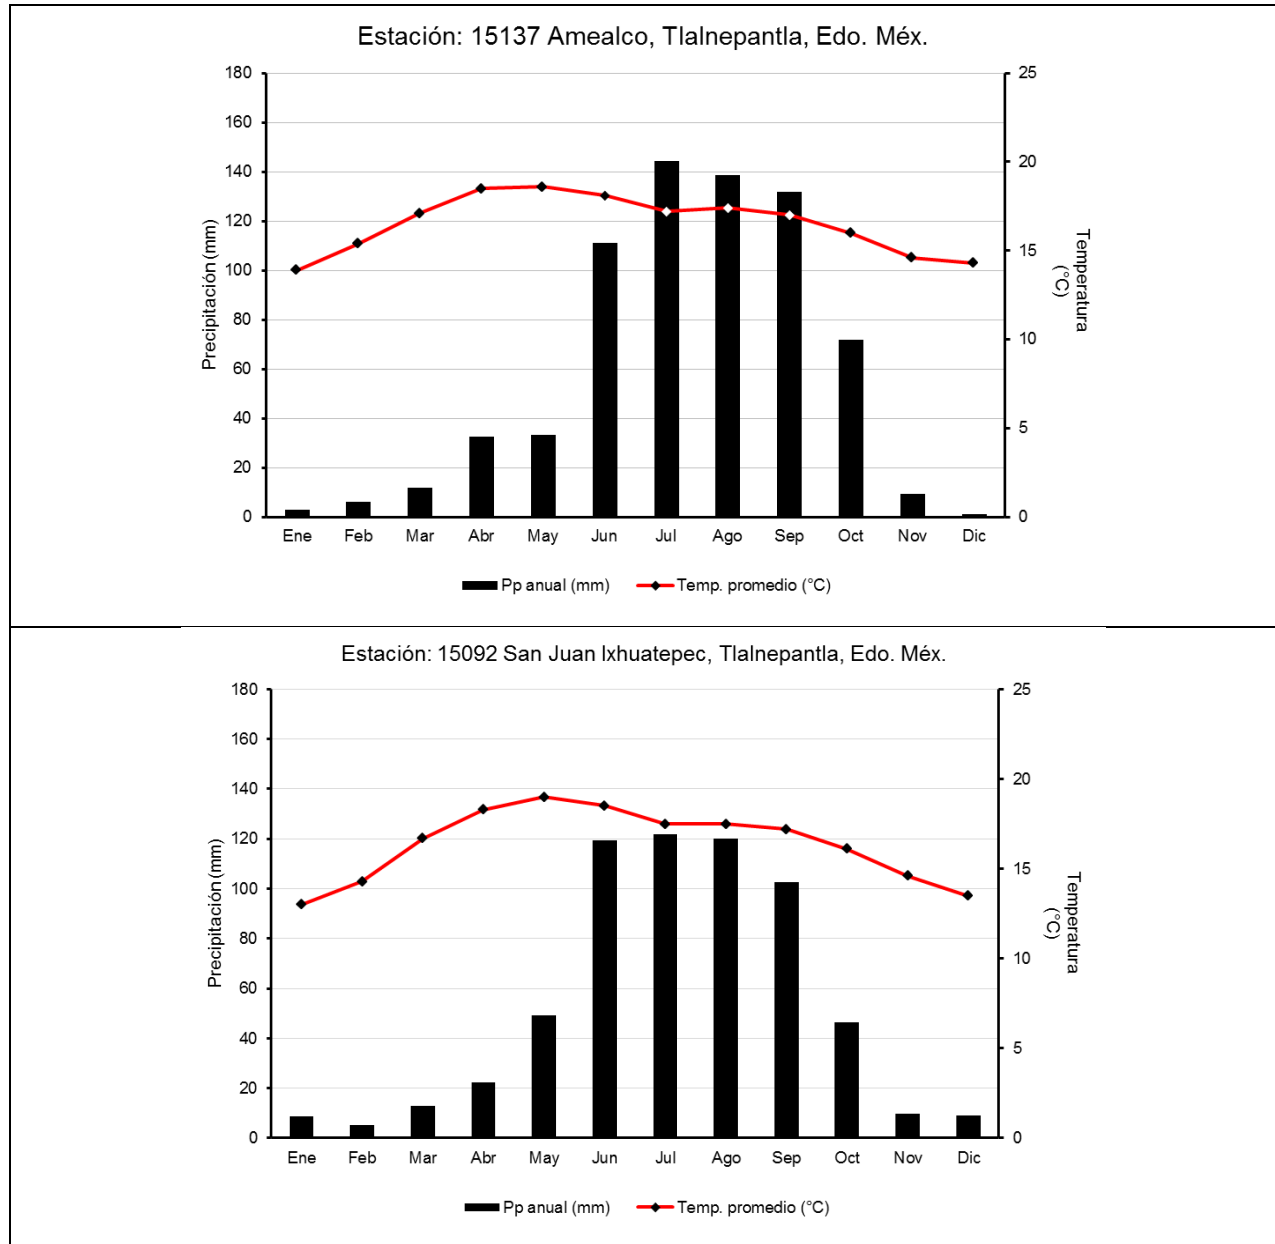 Estación: 15137 Amealco, Tlalnepantla, Edo. Méx.
180
160
140
120
100
80
60
40
20
0
Precipitación (mm)
25
20
15
10
5
0
Temperatura
(°C)
Ene Feb Mar Abr May Jun Jul Ago Sep Oct Nov Dic
Pp anual (mm) Temp. promedio (°C)
Estación: 15092 San Juan Ixhuatepec, Tlalnepantla, Edo. Méx.
180
160
140
120
100
80
60
40
20
0
Precipitación (mm)
25
20
15
10
5
0
Temperatura
(°C)
Ene Feb Mar Abr May Jun Jul Ago Sep Oct Nov Dic
Pp anual (mm) Temp. promedio (°C)